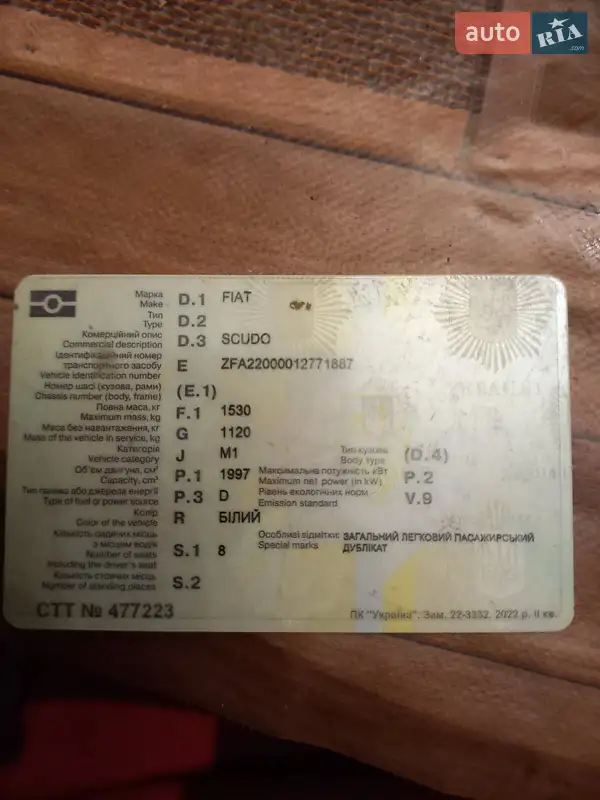 auto RIA .com
Марка
Make D.1 FIAT
Тип
Type D.2
Комерційний опис
Commercial description D.3 SCUDO
Ідентифікаційний номер
транспортного засобу
Vehicle identification number E ZFA22000012771887
Номер шасі (кузова, рами)
Chassis number (body, frame) (E.1)
Повна маса, кг
Maximum mass, kg F.1 1530
Маса без навантаження, кг
Mass of the vehicle in service, kg G 1120
Категорія
Vehicle category J M1
Тип кузова
Body type (D.4)
Об'єм двигуна, см³
Capacity, cm³ P.1 1997
Максимальна потужність, кВт
Maximum net power (in kW) P.2
Тип пального або джерела енергії
Type of fuel or power source P.3 D
Рівень екологічних норм
Emission standard V.9
Колір
Color of the vehicle R БІЛИЙ
Кількість сидячих місць
з місцем водія
Number of seats
including the driver's seat S.1 8
Особливі відмітки:
Special marks
ЗАГАЛЬНИЙ ЛЕГКОВИЙ ПАСАЖИРСЬКИЙ
ДУБЛІКАТ
Кількість стоячих місць
Number of standing places S.2
СТТ № 477223
ПК "Україна". Зам. 22-3352. 2022 р. II кв.